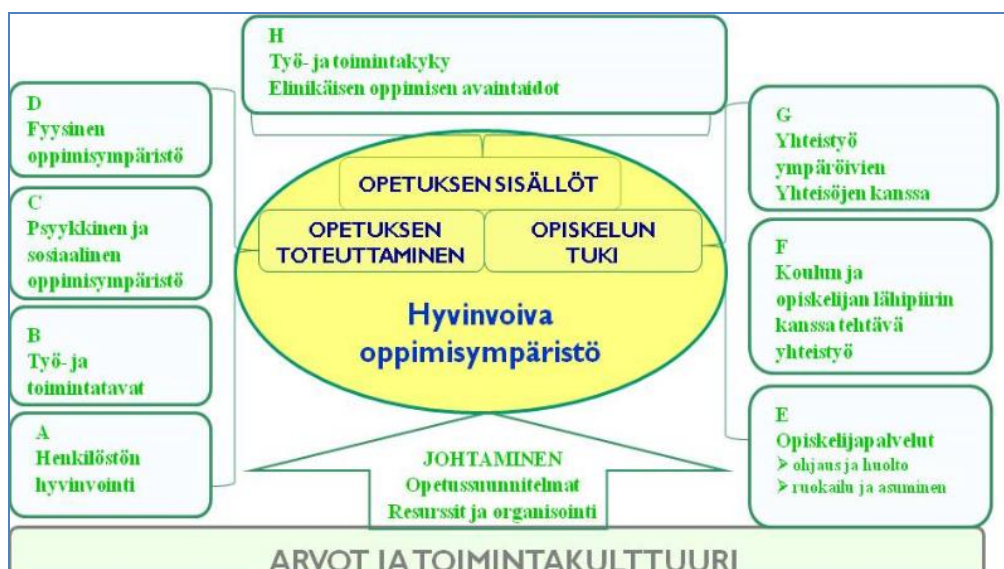 H
Työ- ja toimintakyky
Elinikäisen oppimisen avaintaidot
D
Fyysinen
oppimisympäristö
C
Psyykkinen ja
sosiaalinen
oppimisympäristö
B
Työ- ja
toimintatavat
A
Henkilöstön
hyvinvointi
OPETUKSEN SISÄLLÖT
OPETUKSEN
TOTEUTTAMINEN
OPISKELUN
TUKI
Hyvinvoiva
oppimisympäristö
G
Yhteistyö
ympäröivien
Yhteisöjen kanssa
F
Koulun ja
opiskelijan lähipiirin
kanssa tehtävä
yhteistyö
E
Opiskelijapalvelut
➢ ohjaus ja huolto
➢ ruokailu ja asuminen
JOHTAMINEN
Opetussuunnitelmat
Resurssit ja organisointi
ARVOT JA TOIMINTAKULTTUURI